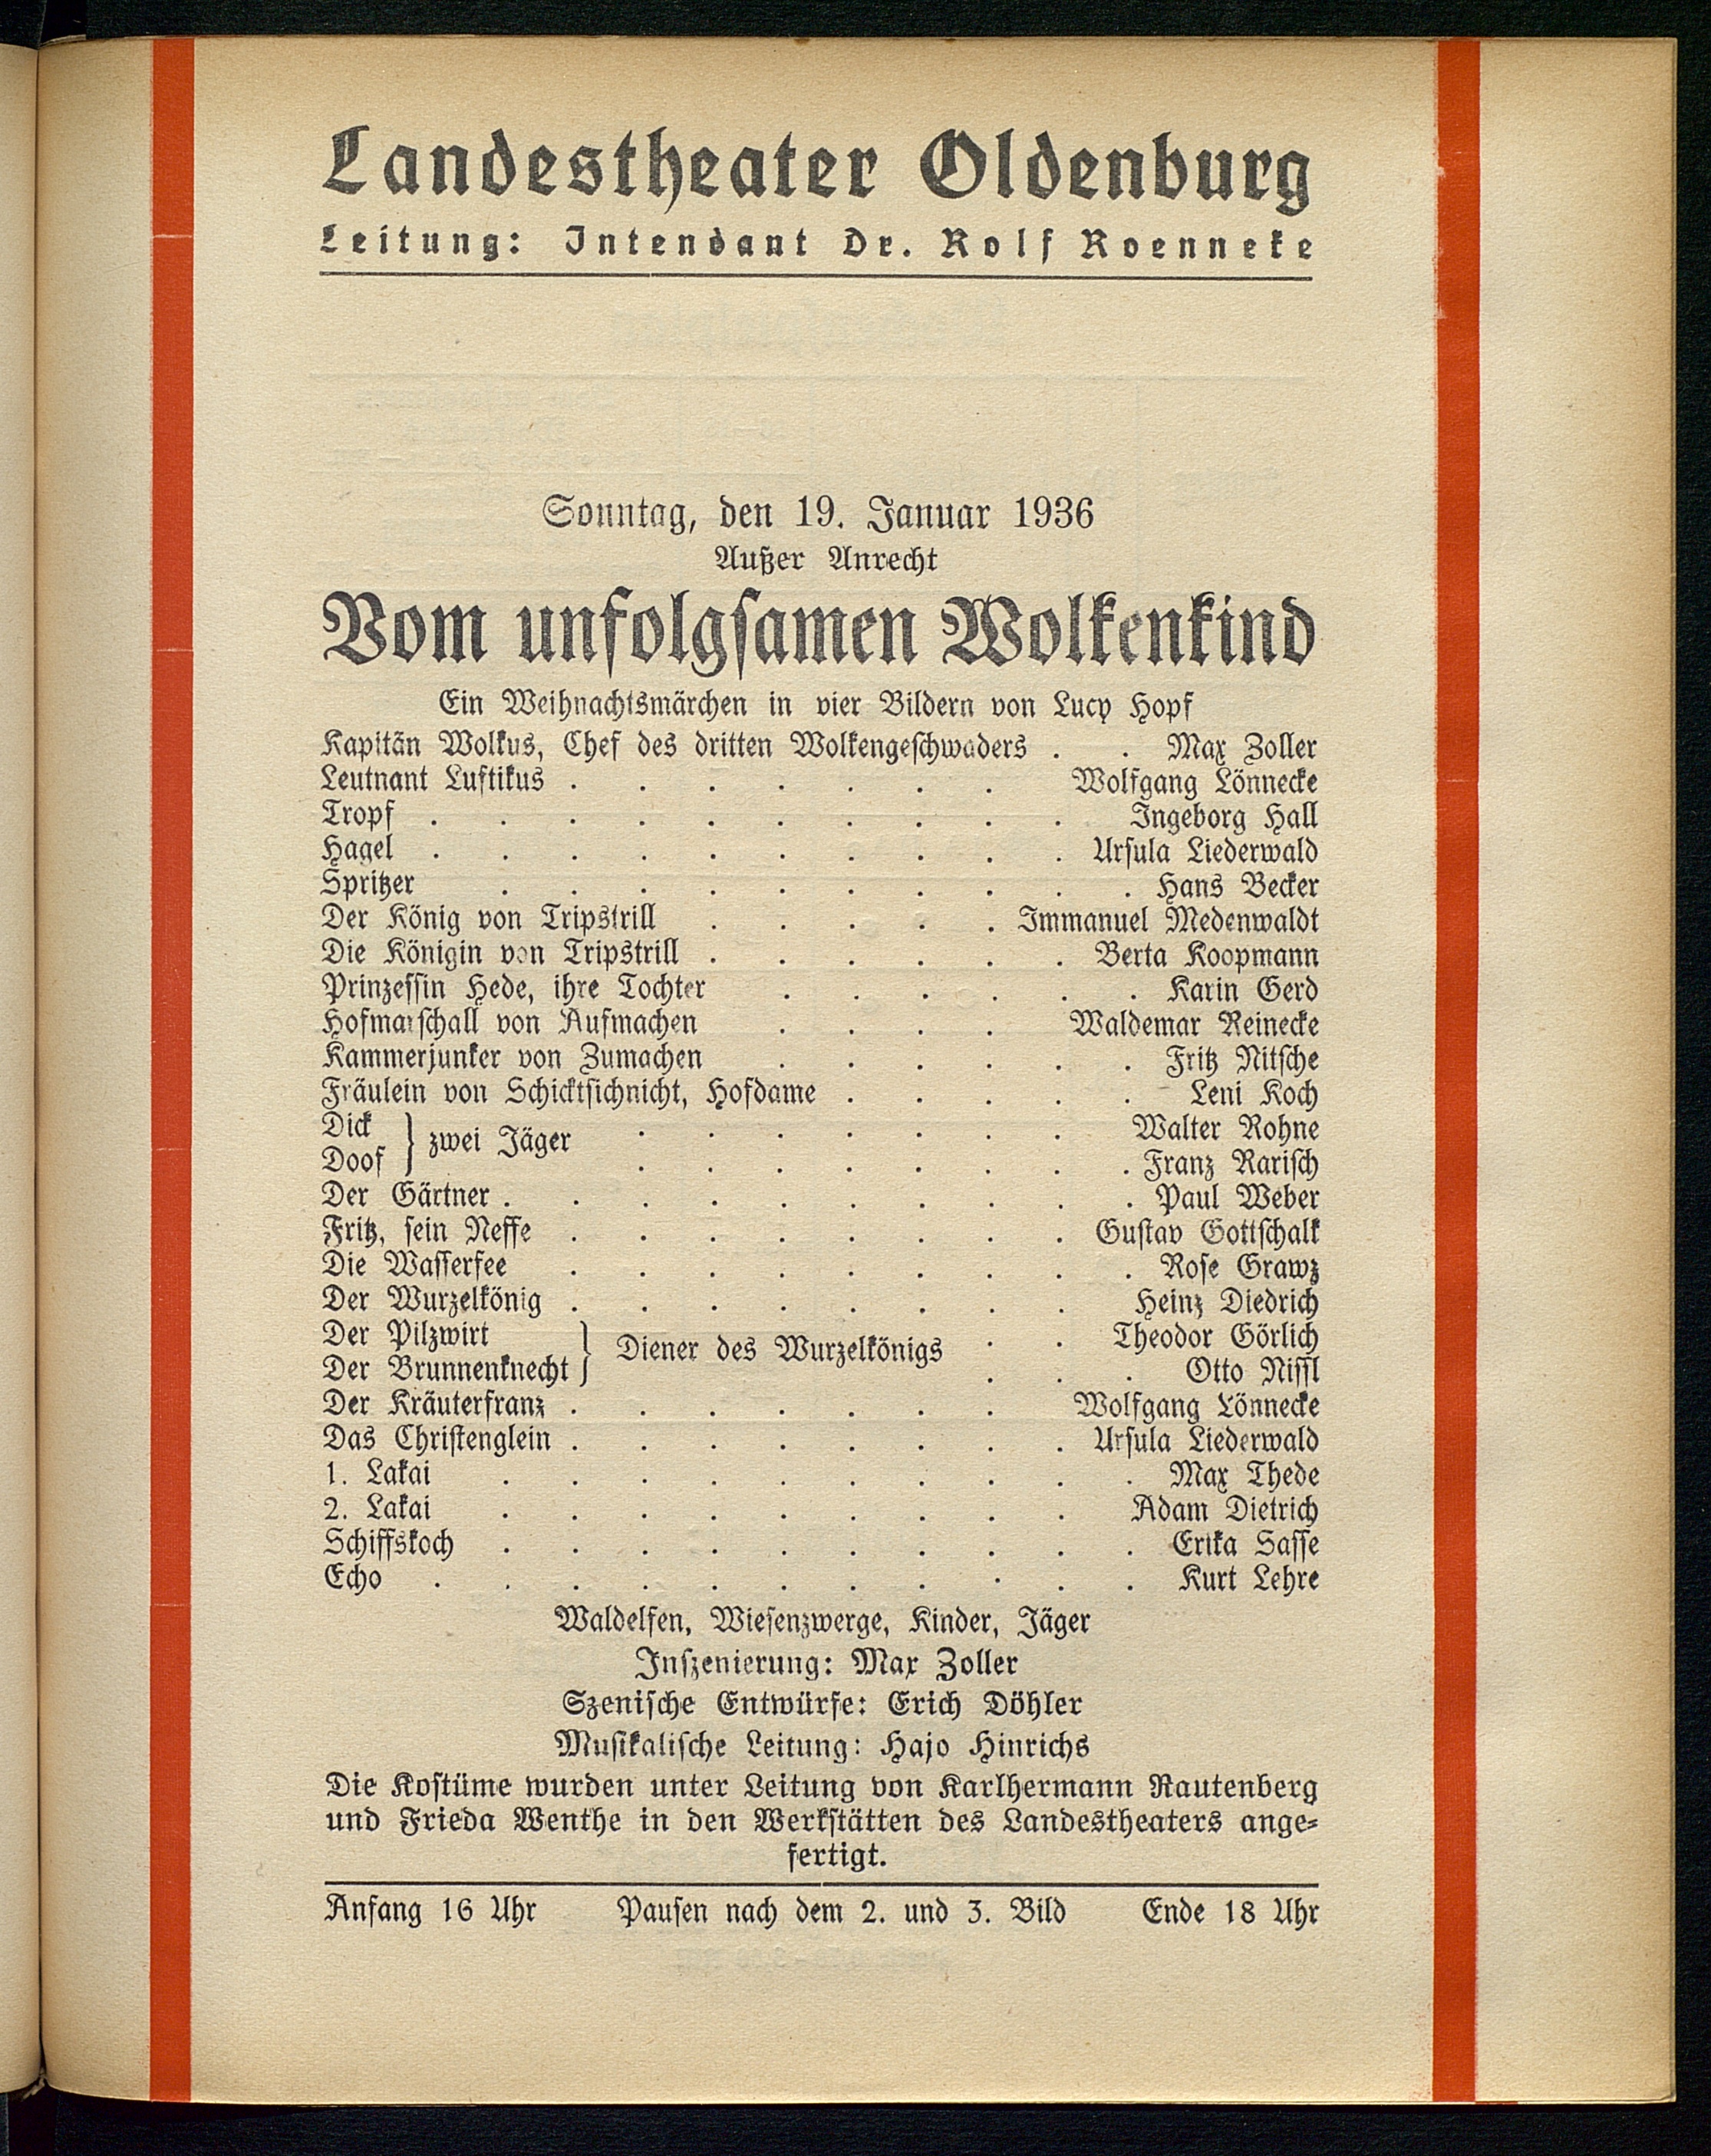 Landestheater Oldenburg
Leitung: Intendant Dr. Rolf Roenneke
Sonntag, den 19. Januar 1936
Außer Anrecht
Vom unfolgsamen Wolkenkind
Ein Weihnachtsmärchen in vier Bildern von Lucy Hopf
Kapitän Wolkus, Chef des dritten Wolkengeschwaders . . Max Zoller
Leutnant Luftikus . . . . . . . Wolfgang Lönnecke
Tropf . . . . . . . . . . Ingeborg Hall
Hagel . . . . . . . . . . Ursula Liederwald
Spritzer . . . . . . . . . . Hans Becker
Der König von Tripstrill . . . . . Immanuel Medenwaldt
Die Königin von Tripstrill . . . . . . Berta Koopmann
Prinzessin Hede, ihre Tochter . . . . . . Karin Gerd
Hofmarschall von Aufmachen . . . . Waldemar Reinecke
Kammerjunker von Zumachen . . . . . . Fritz Nitsche
Fräulein von Schicktsichnicht, Hofdame . . . . . Leni Koch
Dick } zwei Jäger . . . . . . . Walter Rohne
Doof } . . . . . . . . Franz Rarisch
Der Gärtner . . . . . . . . . . Paul Weber
Fritz, sein Neffe . . . . . . . . Gustav Gottschalk
Die Wasserfee . . . . . . . . . Rose Grawz
Der Wurzelkönig . . . . . . . . Heinz Diedrich
Der Pilzwirt } Diener des Wurzelkönigs . . Theodor Görlich
Der Brunnenknecht } . . . Otto Nissl
Der Kräuterfranz . . . . . . . Wolfgang Lönnecke
Das Christenglein . . . . . . . . Ursula Liederwald
1. Lakai . . . . . . . . . . Max Thede
2. Lakai . . . . . . . . . Adam Dietrich
Schiffskoch . . . . . . . . . . Erika Sasse
Echo . . . . . . . . . . . Kurt Lehre
Waldelfen, Wiesenzwerge, Kinder, Jäger
Inszenierung: Max Zoller
Szenische Entwürfe: Erich Döhler
Musikalische Leitung: Hajo Hinrichs
Die Kostüme wurden unter Leitung von Karlhermann Rautenberg
und Frieda Wenthe in den Werkstätten des Landestheaters ange-
fertigt.
Anfang 16 Uhr Pausen nach dem 2. und 3. Bild Ende 18 Uhr